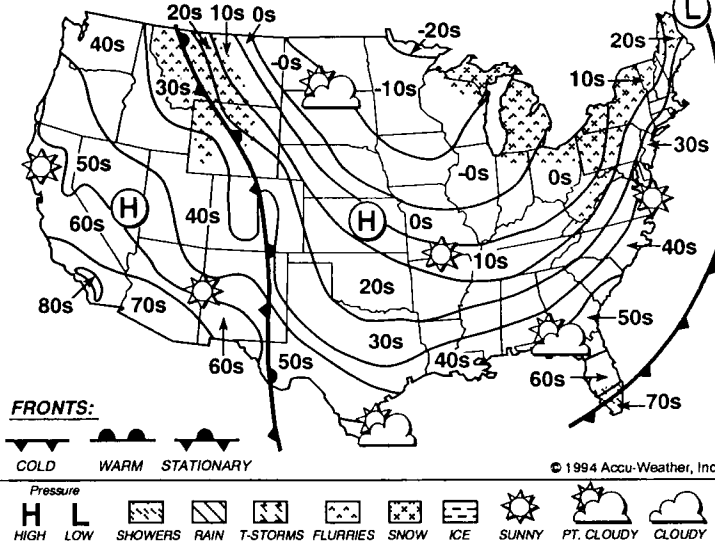 20s 10s 0s
-20s
L
40s
20s
-0s
-10s
10s
30s
30s
50s
-0s
0s
H
40s
H
0s
60s
40s
10s
20s
80s
70s
50s
30s
60s
50s
40s
60s
70s
FRONTS:
COLD WARM STATIONARY
© 1994 Accu-Weather, Inc
Pressure
H L
HIGH LOW SHOWERS RAIN T-STORMS FLURRIES SNOW ICE SUNNY PT. CLOUDY CLOUDY